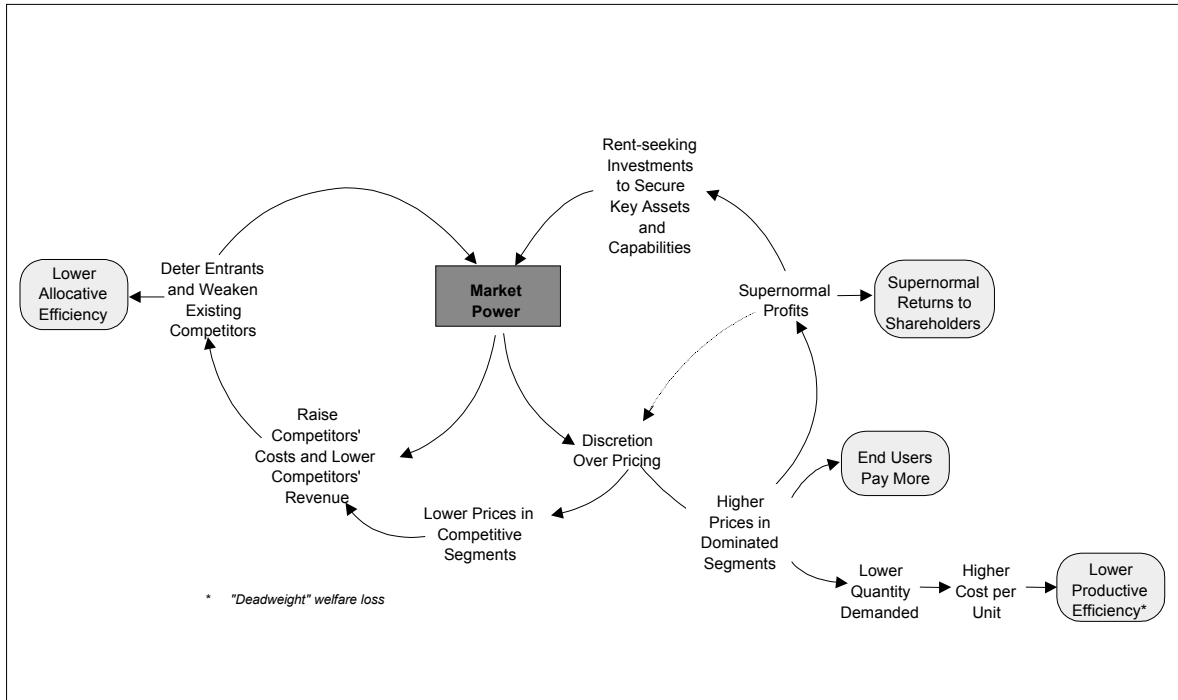 Rent-seeking
Investments
to Secure
Key Assets
and
Capabilities
Lower
Allocative
Efficiency
Deter Entrants
and Weaken
Existing
Competitors
Market
Power
Supernormal
Profits
Supernormal
Returns to
Shareholders
Raise
Competitors'
Costs and Lower
Competitors'
Revenue
Discretion
Over Pricing
End Users
Pay More
Lower Prices in
Competitive
Segments
Higher
Prices in
Dominated
Segments
Lower
Quantity
Demanded
Higher
Cost per
Unit
Lower
Productive
Efficiency*
* "Deadweight" welfare loss